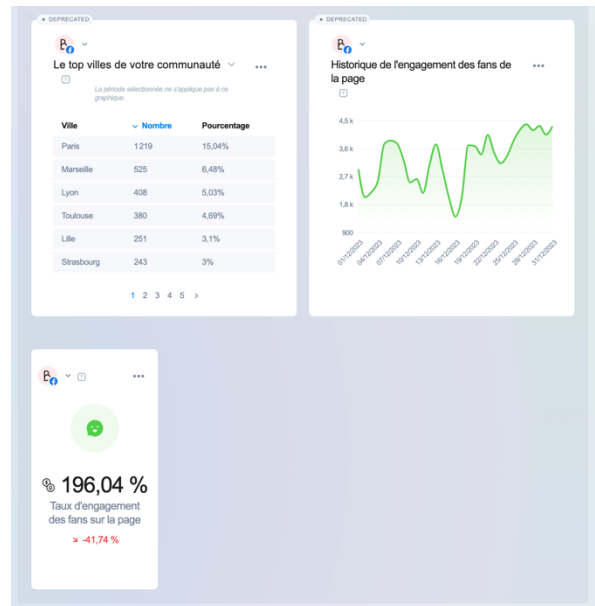 DEPRECATED
Le top villes de votre communauté
La période sélectionnée ne s'applique pas à ce
graphique.
Ville Nombre Pourcentage
Paris 1219 15,04%
Marseille 525 6,48%
Lyon 408 5,03%
Toulouse 380 4,69%
Lille 251 3,1%
Strasbourg 243 3%
1 2 3 4 5 >
DEPRECATED
Historique de l'engagement des fans de
la page
4,5 k
3,6 k
2,7 k
1,8 k
900
01/12/2023 04/12/2023 07/12/2023 10/12/2023 13/12/2023 16/12/2023 19/12/2023 22/12/2023 25/12/2023 28/12/2023 31/12/2023
196,04 %
Taux d'engagement
des fans sur la page
-41,74 %